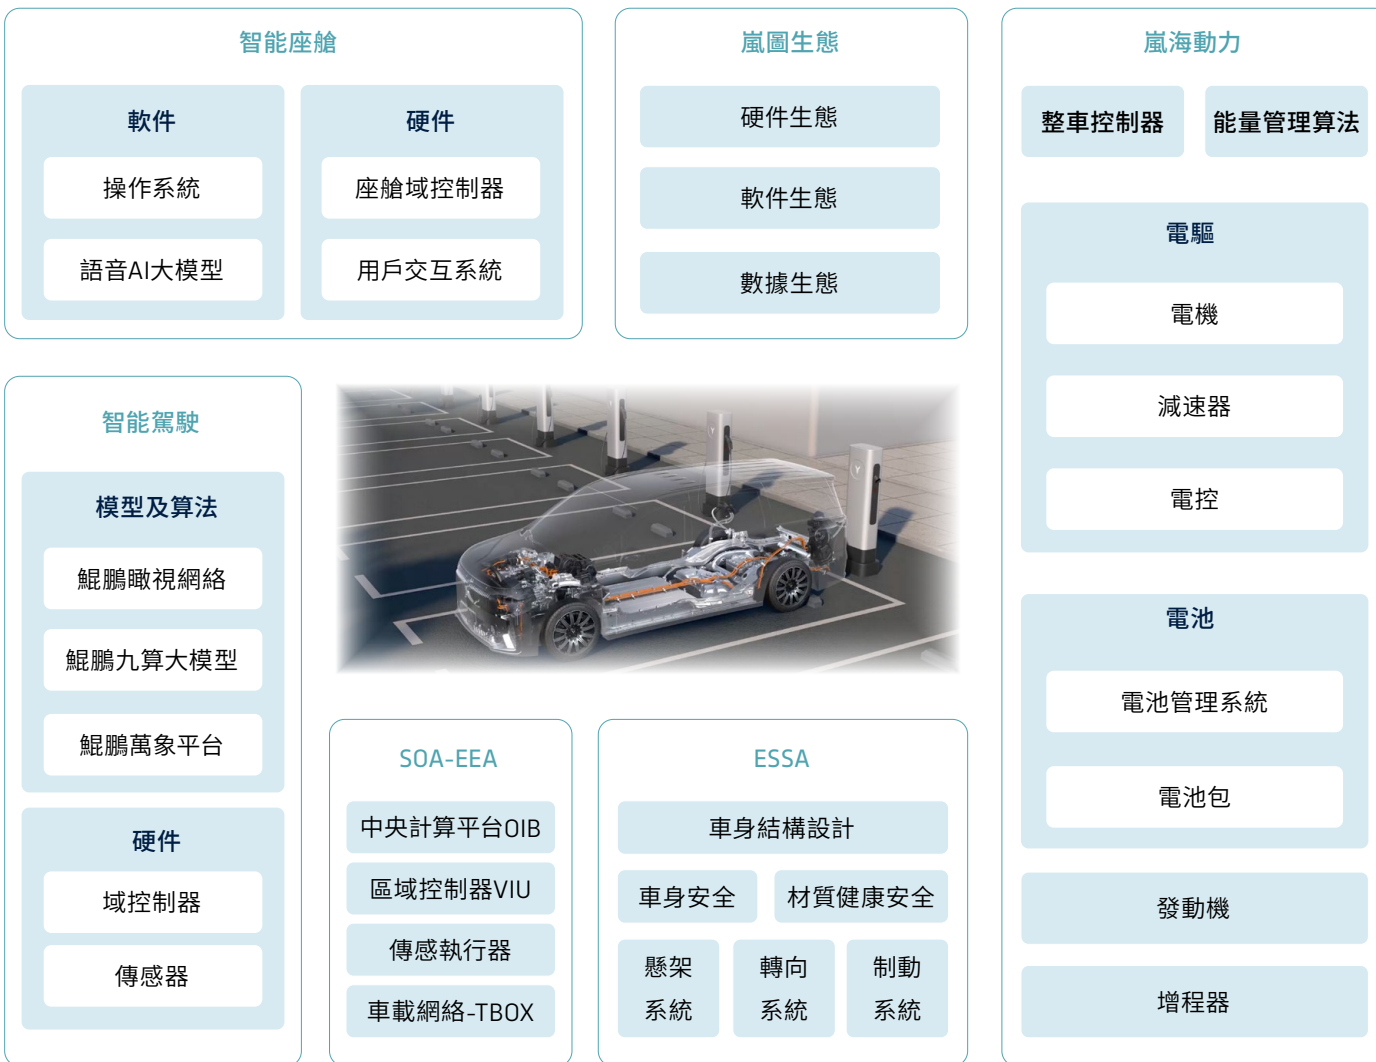 智能座艙
軟件
操作系統
語音AI大模型
硬件
座艙域控制器
用戶交互系統
嵐圖生態
硬件生態
軟件生態
數據生態
嵐海動力
整車控制器
能量管理算法
電驅
電機
減速器
電控
電池
電池管理系統
電池包
發動機
增程器
智能駕駛
模型及算法
鯤鵬瞰視網絡
鯤鵬九算大模型
鯤鵬萬象平台
硬件
域控制器
傳感器
SOA-EEA
中央計算平台OIB
區域控制器VIU
傳感執行器
車載網絡-TBOX
ESSA
車身結構設計
車身安全
材質健康安全
懸架
系統
轉向
系統
制動
系統